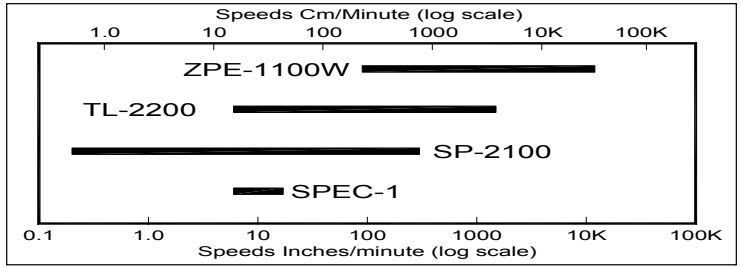 Speeds Cm/Minute (log scale)
1.0 10 100 1000 10K 100K
ZPE-1100W
TL-2200
SP-2100
SPEC-1
0.1 1.0 10 100 1000 10K 100K
Speeds Inches/minute (log scale)